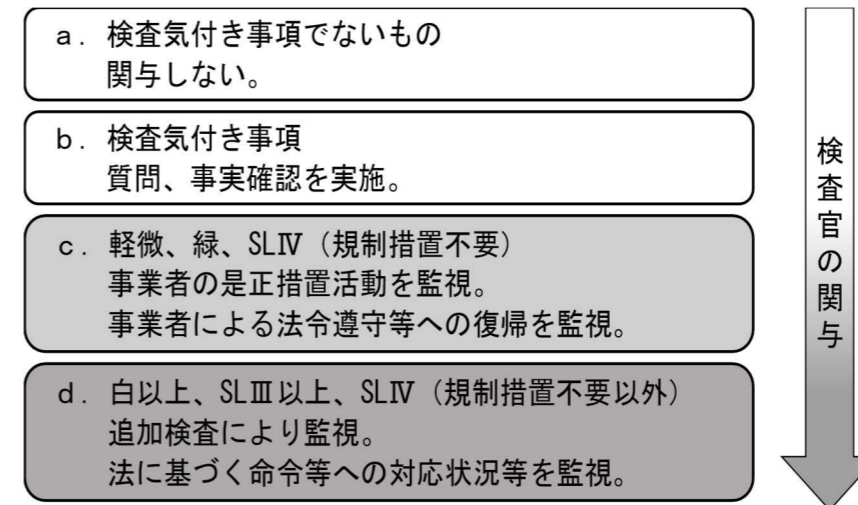 a. 検査気付き事項でないもの
関与しない。
b. 検査気付き事項
質問、事実確認を実施。
c. 軽微、緑、SLⅣ（規制措置不要）
事業者の是正措置活動を監視。
事業者による法令遵守等への復帰を監視。
d. 白以上、SLⅢ以上、SLⅣ（規制措置不要以外）
追加検査により監視。
法に基づく命令等への対応状況等を監視。
検査官の関与